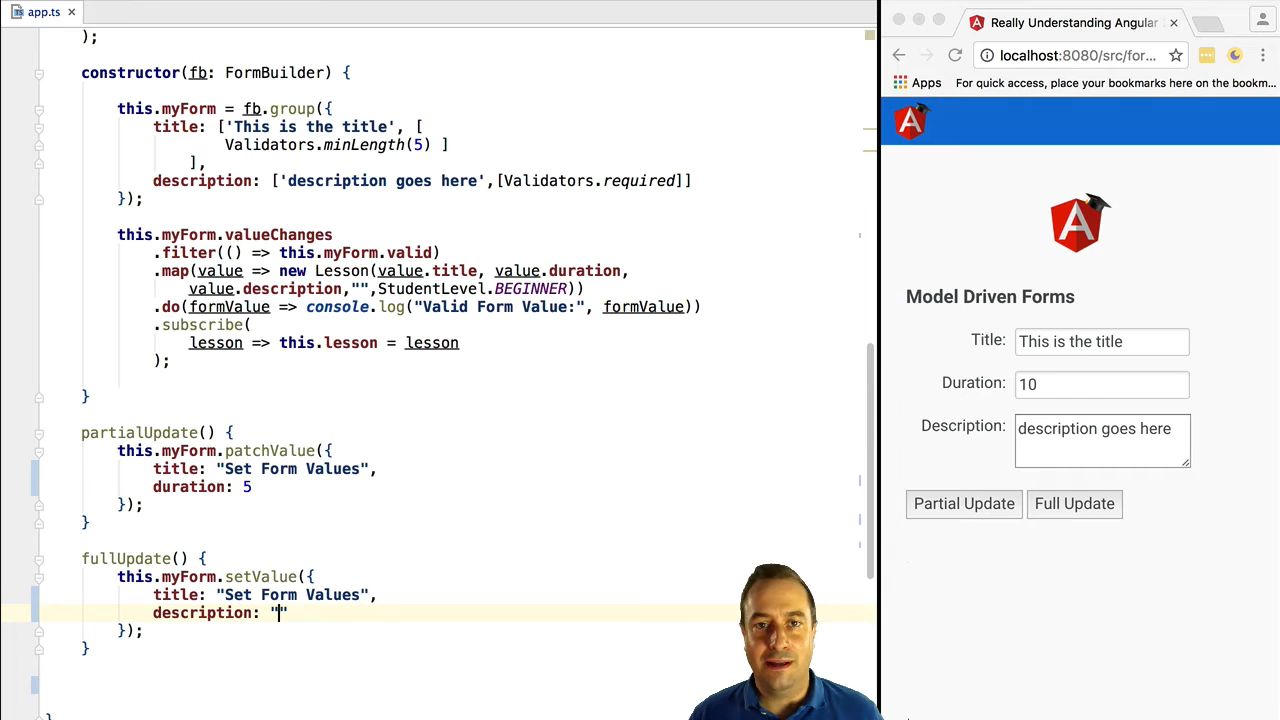 app.ts
);
constructor(fb: FormBuilder) {
this.myForm = fb.group({
title: ['This is the title', [
Validators.minLength(5) ]
],
description: ['description goes here',[Validators.required]]
});
this.myForm.valueChanges
.filter(() => this.myForm.valid)
.map(value => new Lesson(value.title, value.duration,
value.description,"",StudentLevel.BEGINNER))
.do(formValue => console.log("Valid Form Value:", formValue))
.subscribe(
lesson => this.lesson = lesson
);
}
partialUpdate() {
this.myForm.patchValue({
title: "Set Form Values",
duration: 5
});
}
fullUpdate() {
this.myForm.setValue({
title: "Set Form Values",
description: ""
});
}
}
Really Understanding Angular
localhost:8080/src/for...
Apps For quick access, place your bookmarks here on the bookm...
A
A
Model Driven Forms
Title: This is the title
Duration: 10
Description: description goes here
Partial Update Full Update